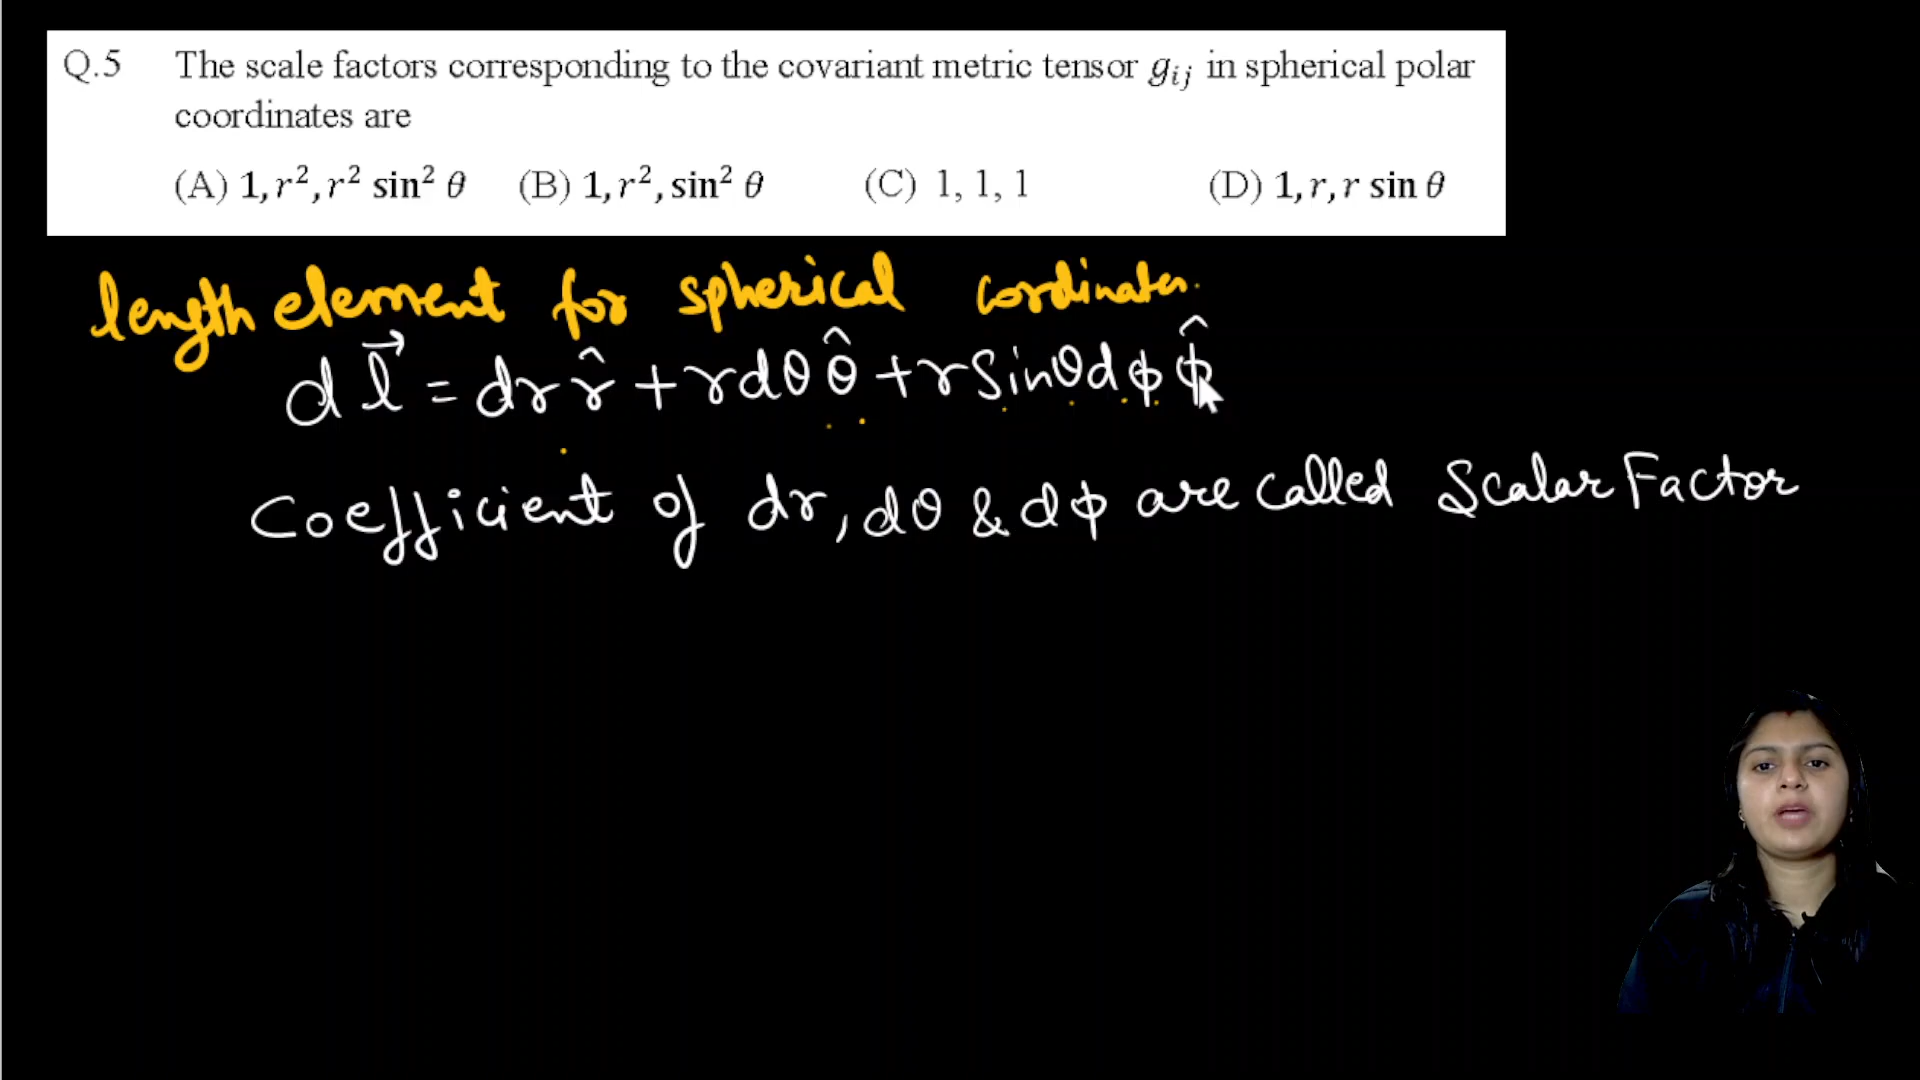 Q.5 The scale factors corresponding to the covariant metric tensor g_{ij} in spherical polar
coordinates are
(A) 1, r², r² sin² θ (B) 1, r², sin² θ (C) 1, 1, 1 (D) 1, r, r sin θ
length element for spherical cordinates.
d l⃗ = dr r̂ + r dθ θ̂ + r Sinθ dϕ ϕ̂
Coefficient of dr, dθ & dϕ are called Scalar Factor